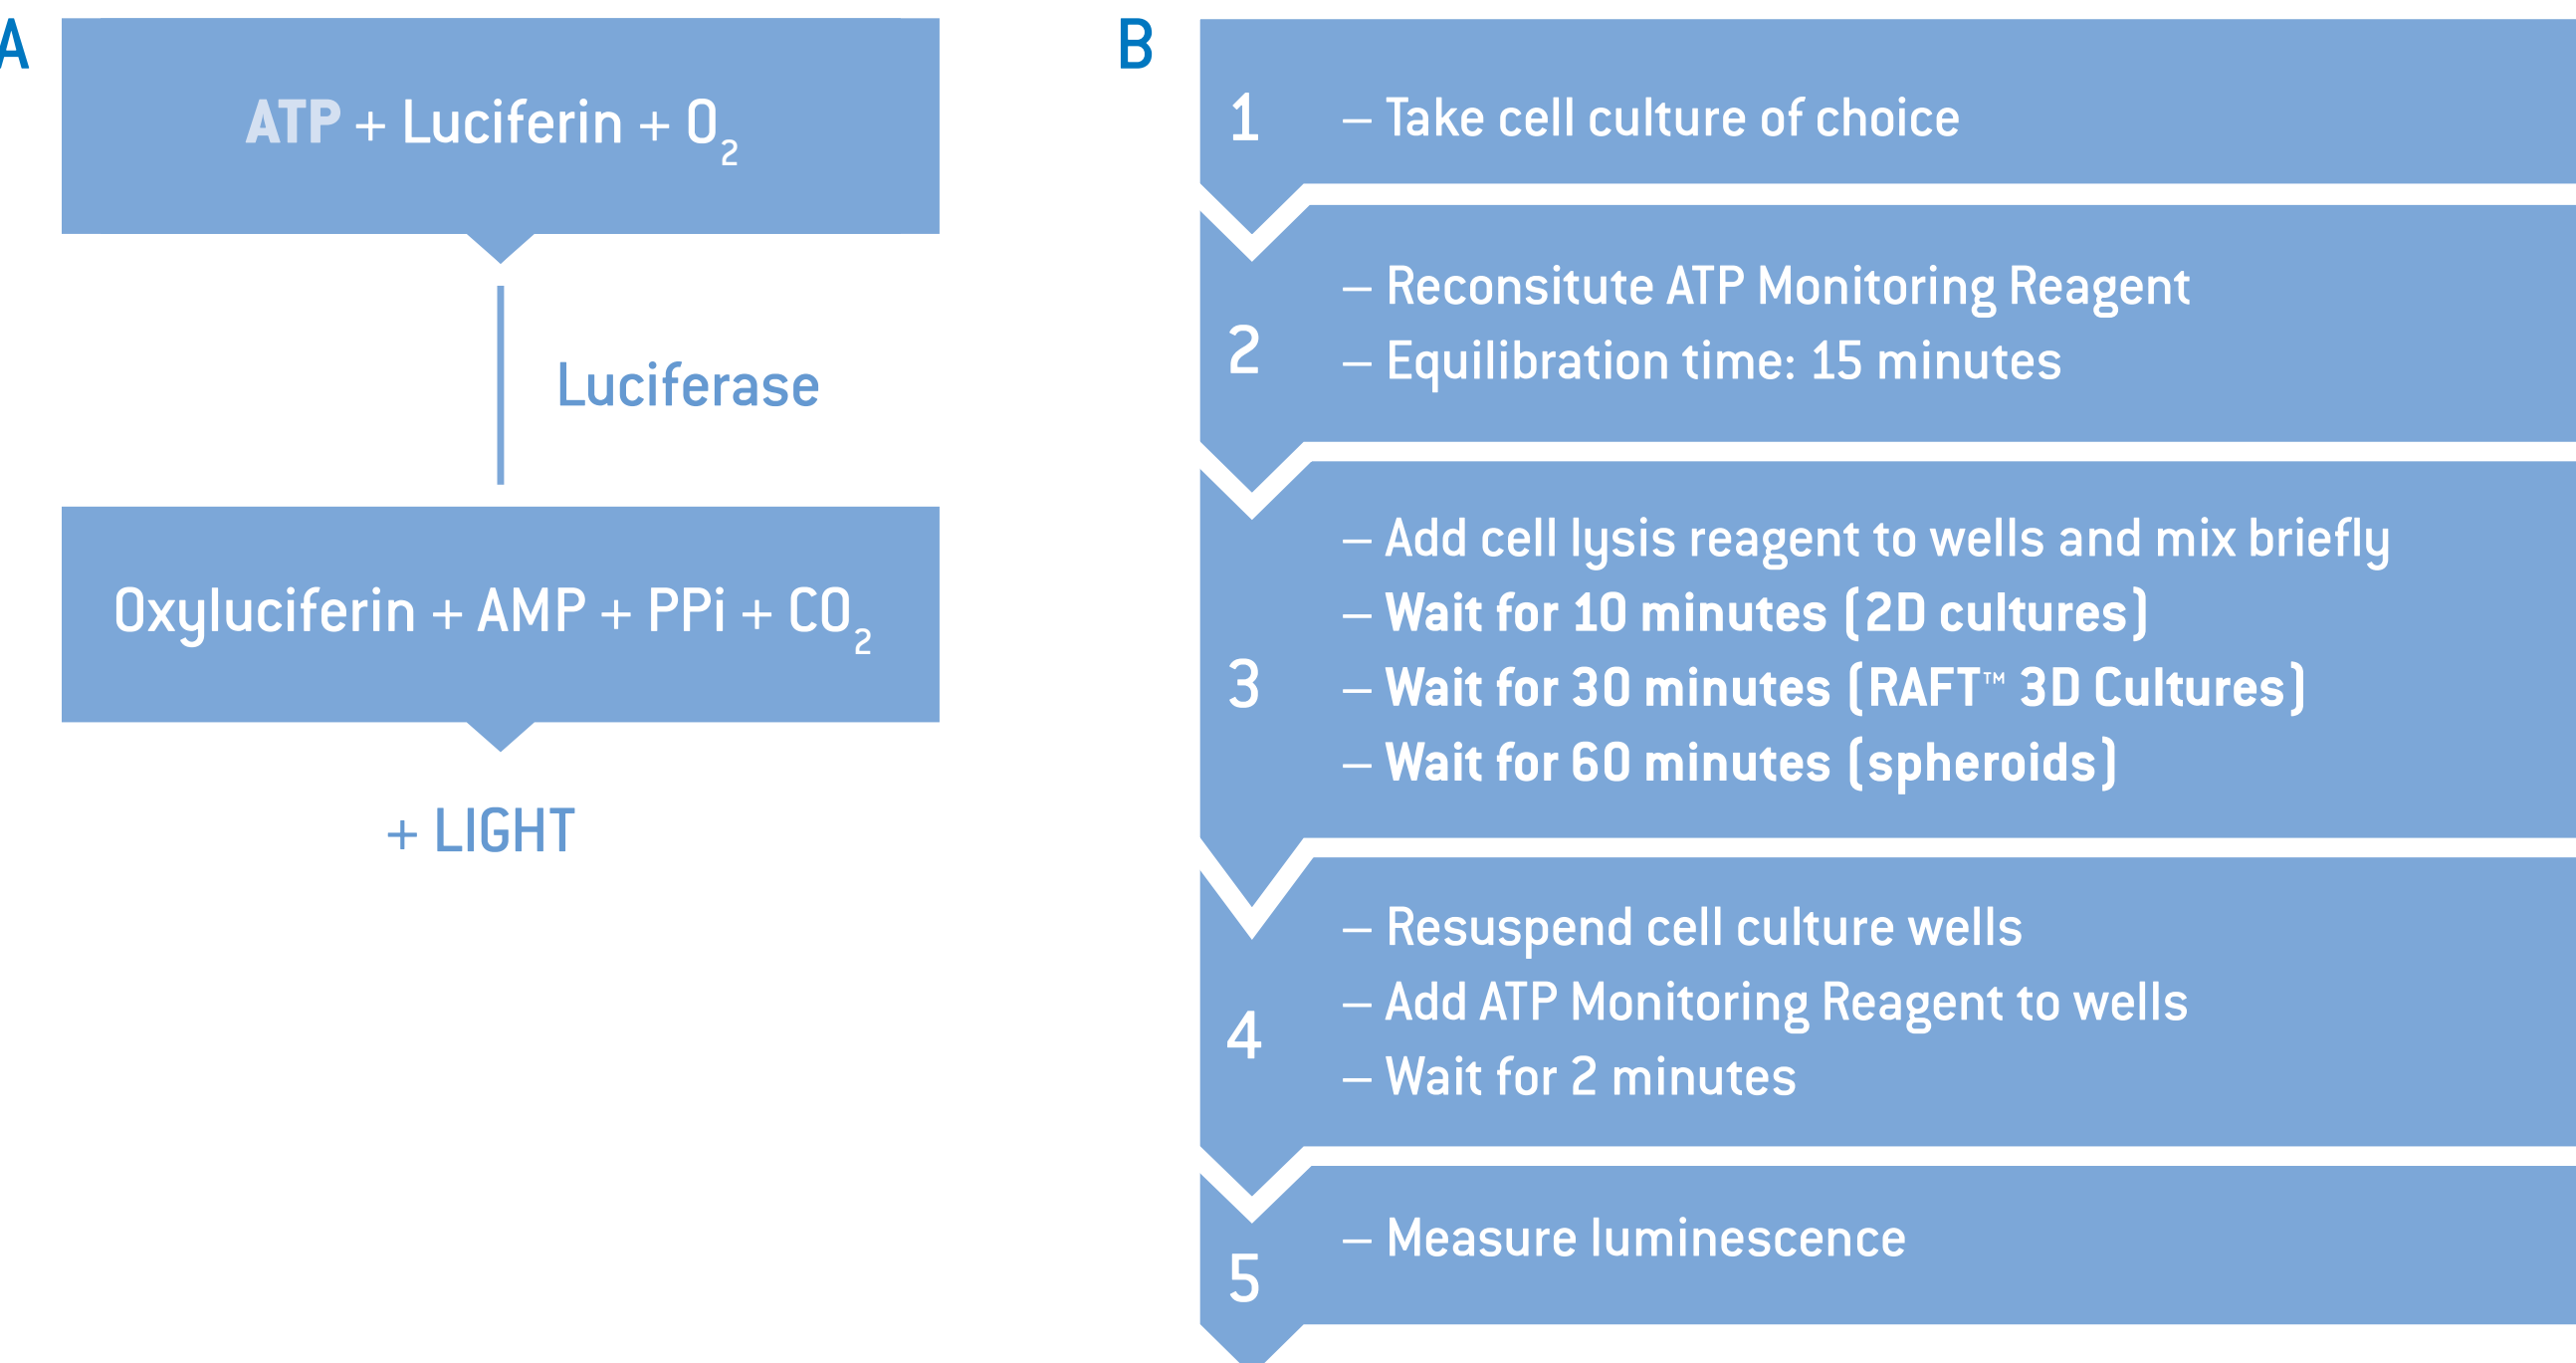 A
ATP + Luciferin + O₂
Luciferase
Oxyluciferin + AMP + PPi + CO₂
+ LIGHT
B
1
– Take cell culture of choice
2
– Reconsitute ATP Monitoring Reagent
– Equilibration time: 15 minutes
3
– Add cell lysis reagent to wells and mix briefly
– Wait for 10 minutes (2D cultures)
– Wait for 30 minutes (RAFT™ 3D Cultures)
– Wait for 60 minutes (spheroids)
4
– Resuspend cell culture wells
– Add ATP Monitoring Reagent to wells
– Wait for 2 minutes
5
– Measure luminescence